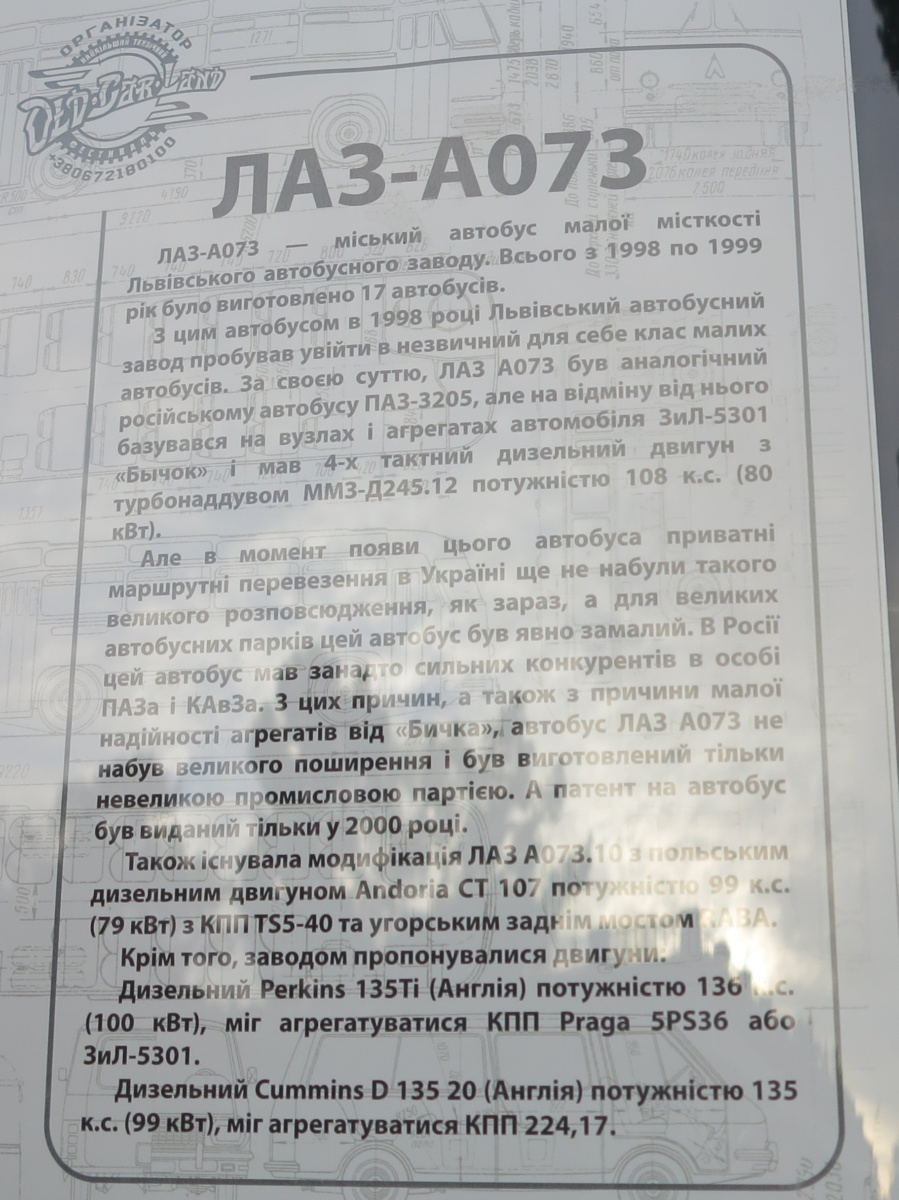 ОРГАНІЗАТОР
НАЙБІЛЬШИЙ ТЕХНІЧНИЙ
OLD CAR LAND
ФЕСТИВАЛЬ
+380672180100
ЛАЗ-А073
ЛАЗ-А073 — міський автобус малої місткості
Львівського автобусного заводу. Всього з 1998 по 1999
рік було виготовлено 17 автобусів.
З цим автобусом в 1998 році Львівський автобусний
завод пробував увійти в незвичний для себе клас малих
автобусів. За своєю суттю, ЛАЗ А073 був аналогічний
російському автобусу ПАЗ-3205, але на відміну від нього
базувався на вузлах і агрегатах автомобіля ЗиЛ-5301
«Бычок» і мав 4-х тактний дизельний двигун з
турбонаддувом ММЗ-Д245.12 потужністю 108 к.с. (80
кВт).
Але в момент появи цього автобуса приватні
маршрутні перевезення в Україні ще не набули такого
великого розповсюдження, як зараз, а для великих
автобусних парків цей автобус був явно замалий. В Росії
цей автобус мав занадто сильних конкурентів в особі
ПАЗа і КАвЗа. З цих причин, а також з причини малої
надійності агрегатів від «Бичка», автобус ЛАЗ А073 не
набув великого поширення і був виготовлений тільки
невеликою промисловою партією. А патент на автобус
був виданий тільки у 2000 році.
Також існувала модифікація ЛАЗ А073.10 з польським
дизельним двигуном Andoria CT 107 потужністю 99 к.с.
(79 кВт) з КПП TS5-40 та угорським заднім мостом RABA.
Крім того, заводом пропонувалися двигуни:
Дизельний Perkins 135Ti (Англія) потужністю 136 к.с.
(100 кВт), міг агрегатуватися КПП Praga 5PS36 або
ЗиЛ-5301.
Дизельний Cummins D 135 20 (Англія) потужністю 135
к.с. (99 кВт), міг агрегатуватися КПП 224,17.